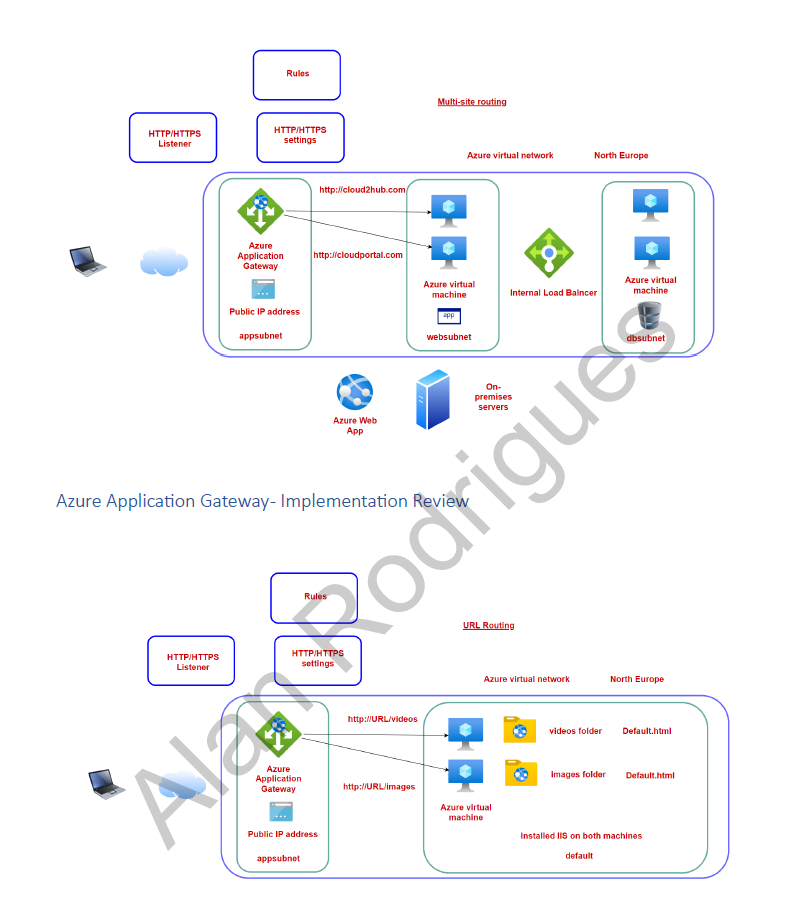 Rules
Multi-site routing
HTTP/HTTPS
Listener
HTTP/HTTPS
settings
Azure virtual network
North Europe
http://cloud2hub.com
Azure
Application
Gateway
http://cloudportal.com
Public IP address
appsubnet
Azure virtual
machine
app
websubnet
Internal Load Balncer
Azure virtual
machine
dbsubnet
Azure Web
App
On-
premises
servers
Azure Application Gateway- Implementation Review
Rules
URL Routing
HTTP/HTTPS
Listener
HTTP/HTTPS
settings
Azure virtual network
North Europe
http://URL/videos
Azure
Application
Gateway
http://URL/images
Public IP address
appsubnet
videos folder
Default.html
images folder
Default.html
Azure virtual
machine
Installed IIS on both machines
default
Alan Rodrigues